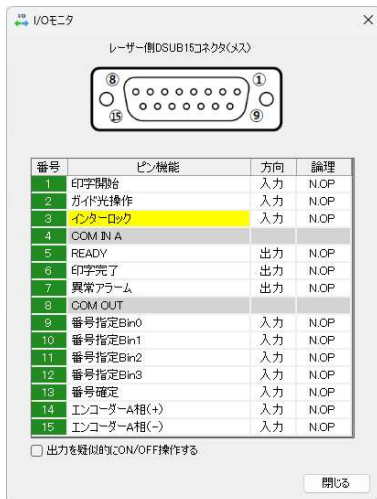 I/Oモニタ
レーザー側DSUB15コネクタ(メス)
⑧ ①
⑮ ⑨
番号 ピン機能 方向 論理
1 印字開始 入力 N.OP
2 ガイド光操作 入力 N.OP
3 インターロック 入力 N.OP
4 COM IN A
5 READY 出力 N.OP
6 印字完了 出力 N.OP
7 異常アラーム 出力 N.OP
8 COM OUT
9 番号指定Bin0 入力 N.OP
10 番号指定Bin1 入力 N.OP
11 番号指定Bin2 入力 N.OP
12 番号指定Bin3 入力 N.OP
13 番号確定 入力 N.OP
14 エンコーダーA相(+) 入力 N.OP
15 エンコーダーA相(-) 入力 N.OP
出力を疑似的にON/OFF操作する
閉じる